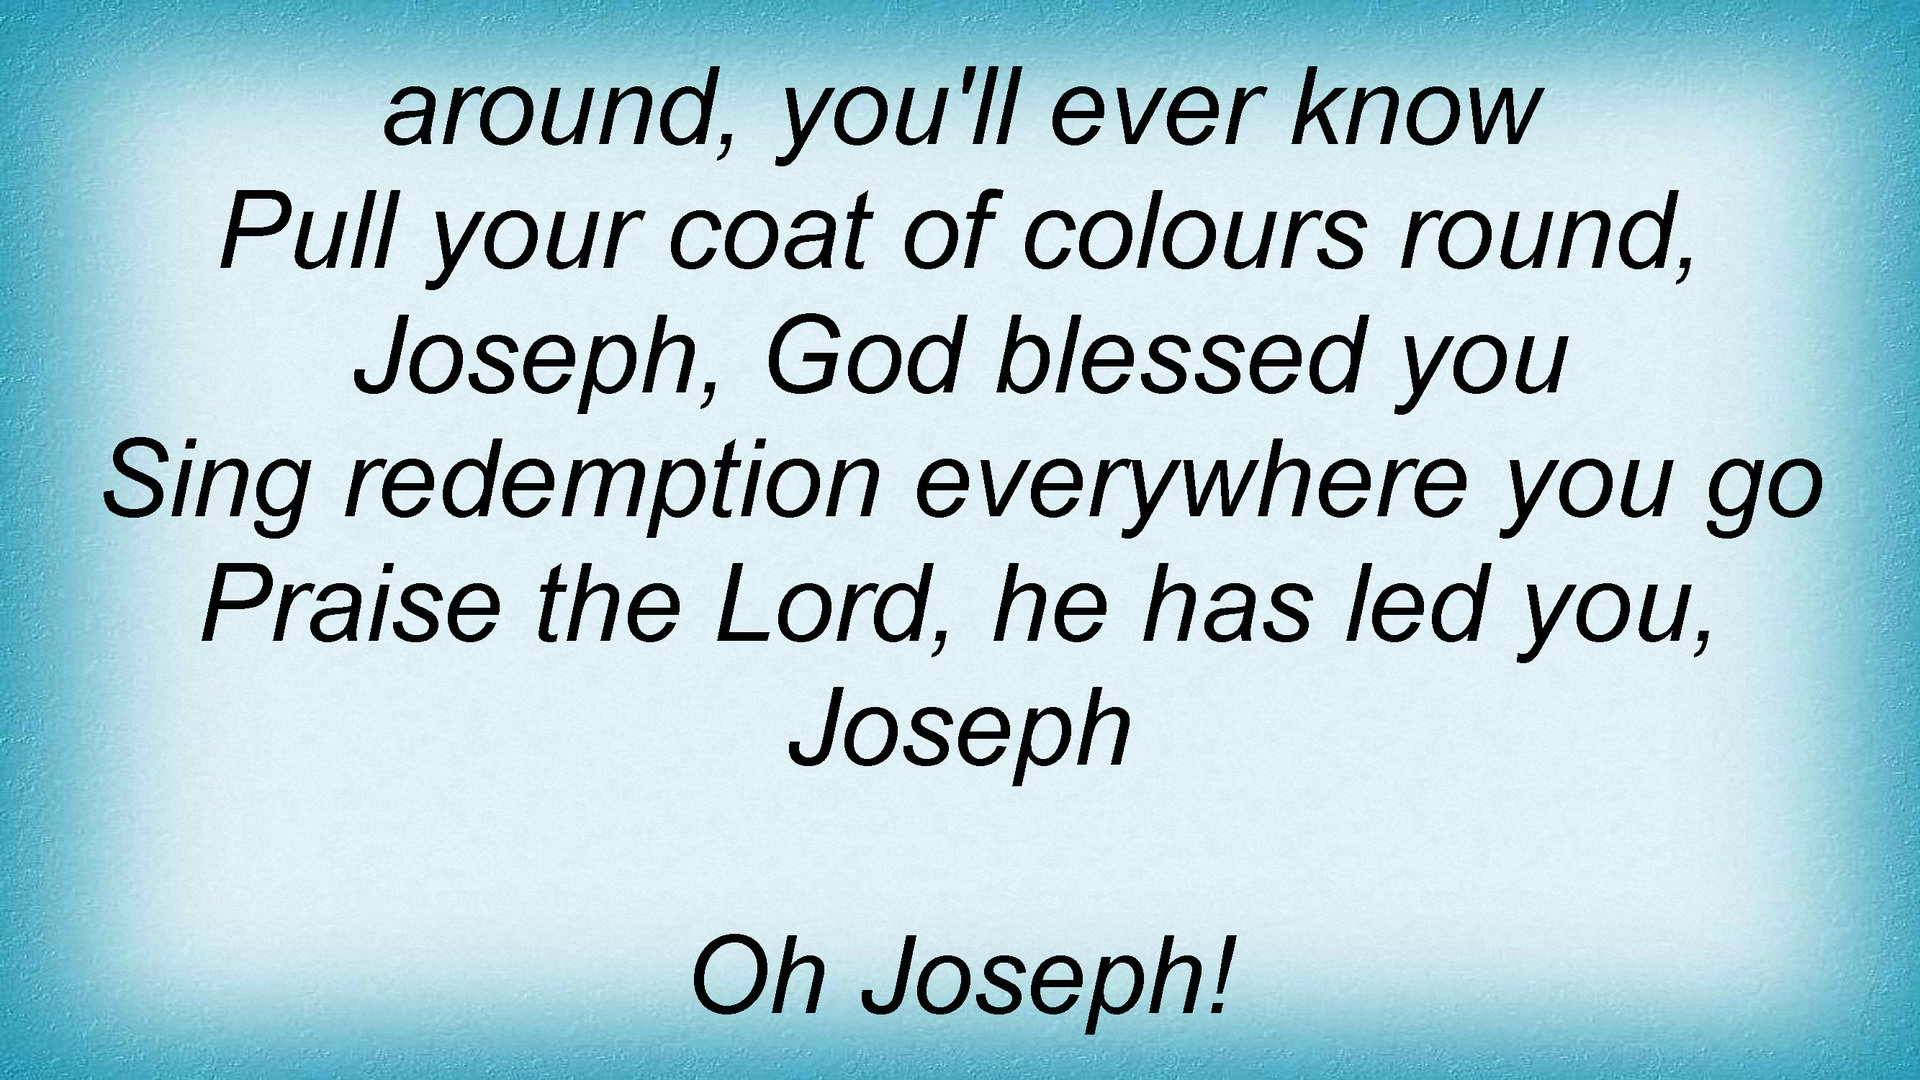 around, you'll ever know
Pull your coat of colours round,
Joseph, God blessed you
Sing redemption everywhere you go
Praise the Lord, he has led you,
Joseph
Oh Joseph!